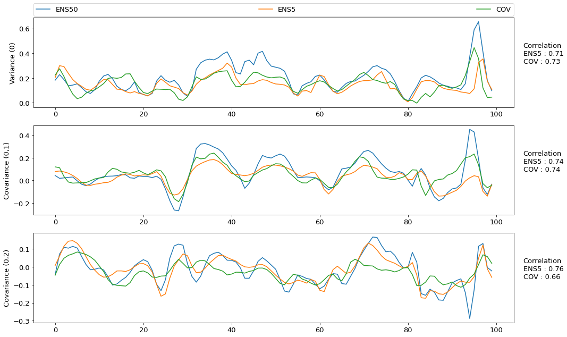 ENS50 ENS5 COV
Variance (0)
0.6
0.4
0.2
0.0
0 20 40 60 80 100
Correlation
ENS5 : 0.71
COV : 0.73
Covariance (0,1)
0.4
0.2
0.0
−0.2
0 20 40 60 80 100
Correlation
ENS5 : 0.74
COV : 0.74
Covariance (0,2)
0.1
0.0
−0.1
−0.2
−0.3
0 20 40 60 80 100
Correlation
ENS5 : 0.76
COV : 0.66